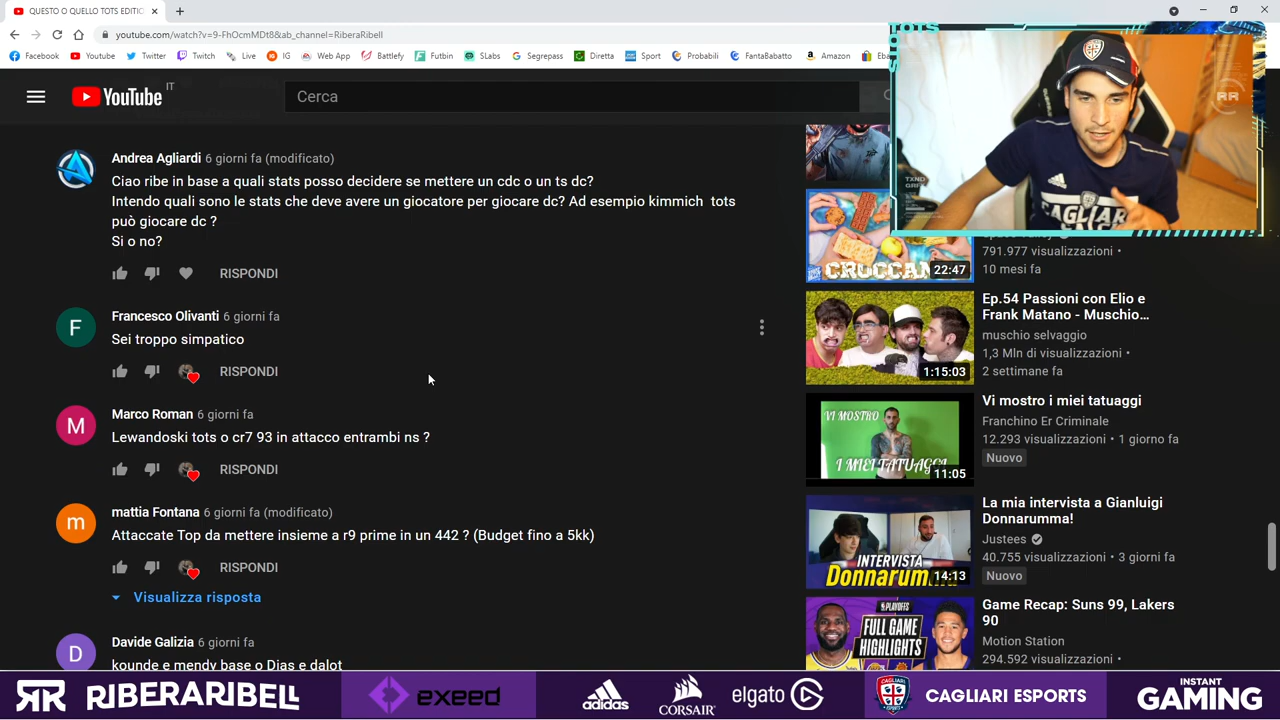 QUESTO O QUELLO TOTS EDITIC
youtube.com/watch?v=9-FhOomMDt8&ab_channel=RiberaRibell
Facebook
Youtube
Twitter
Twitch
Live
IG
Web App
Battlefy
Futbin
SLabs
Segrepass
Diretta
Sport
Probabili
FantaBabatto
Amazon
YouTube IT
Cerca
Andrea Agliardi 6 giorni fa (modificato)
Ciao ribe in bassa quali stats posso decidere se mettere un cdc o un ts dc?
Intendo quali sono le stats che deve avere un giocatore per giocare dc? Ad esempio kimmich tots
può giocare dc ?
Si o no?
RISPONDI
Francesco Olivanti 6 giorni fa
Sei troppo simpatico
RISPONDI
Marco Roman 6 giorni fa
Lewandoski tots o cr7 93 in attacco entrambi ns ?
RISPONDI
mattia Fontana 6 giorni fa (modificato)
Attaccate Top da mettere insieme a r9 prime in un 442 ? (Budget fino a 5kk)
RISPONDI
Visualizza risposta
Davide Galizia 6 giorni fa
kounde e mendy base o Dias e dalot
TOTS
RR
adidas
CAGLIARI
CROCCAN
22:47
791.977 visualizzazioni •
10 mesi fa
1:15:03
Ep.54 Passioni con Elio e
Frank Matano - Muschio…
muschio selvaggio
1,3 Mln di visualizzazioni •
2 settimane fa
VI MOSTRO
I MIEI TATUAGGI
11:05
Vi mostro i miei tatuaggi
Franchino Er Criminale
12.293 visualizzazioni • 1 giorno fa
Nuovo
INTERVISTA
Donnarumm
14:13
La mia intervista a Gianluigi
Donnarumma!
Justees
40.755 visualizzazioni • 3 giorni fa
Nuovo
PLAYOFFS
FULL GAME
HIGHLIGHTS
Game Recap: Suns 99, Lakers
90
Motion Station
294.592 visualizzazioni •
RR RIBERARIBELL
exeed
adidas
CORSAIR
elgato
CAGLIARI ESPORTS
INSTANT
GAMING